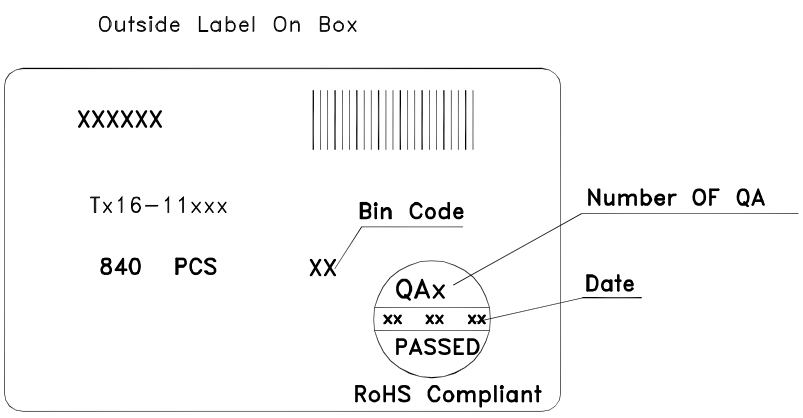 Outside Label On Box
XXXXXX
Tx16-11xxx
Bin Code
Number OF QA
840 PCS
XX
QAx
Date
xx xx xx
PASSED
RoHS Compliant